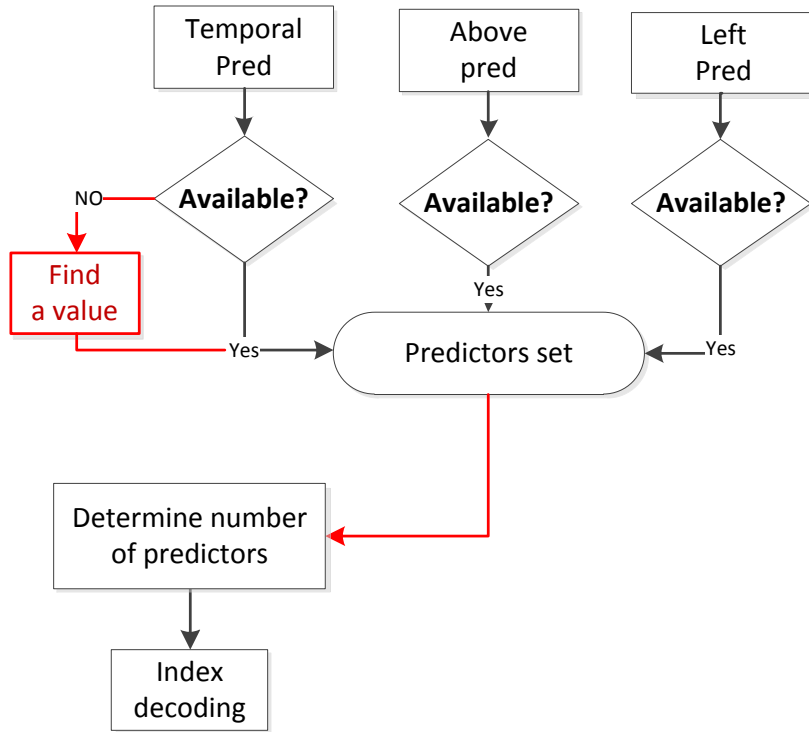 Temporal
Pred
Above
pred
Left
Pred
Available?
Available?
Available?
NO
Find
a value
Yes
Yes
Yes
Predictors set
Determine number
of predictors
Index
decoding